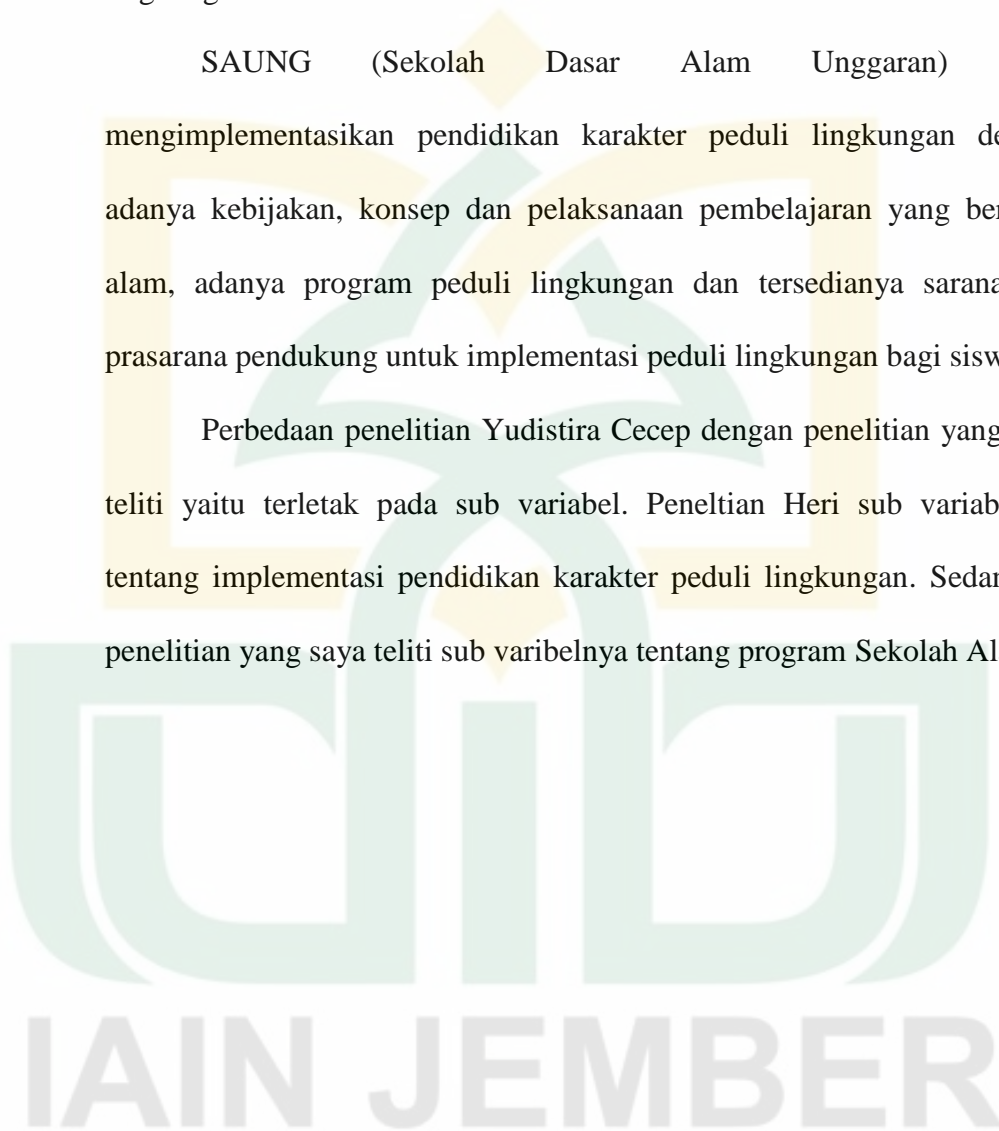 SAUNG (Sekolah Dasar Alam Unggaran)
mengimplementasikan pendidikan karakter peduli lingkungan
adanya kebijakan, konsep dan pelaksanaan pembelajaran yang
alam, adanya program peduli lingkungan dan tersedianya sarana
prasarana pendukung untuk implementasi peduli lingkungan bagi
Perbedaan penelitian Yudistira Cecep dengan penelitian yang
teliti yaitu terletak pada sub variabel. Peneltian Heri sub
tentang implementasi pendidikan karakter peduli lingkungan.
penelitian yang saya teliti sub varibelnya tentang program Sekolah
IAIN JEMBER